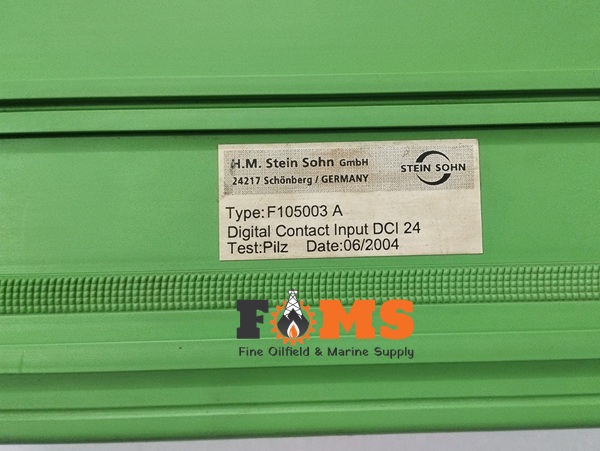 H.M. Stein Sohn GmbH
24217 Schönberg / GERMANY
STEIN SOHN
Type:F105003 A
Digital Contact Input DCI 24
Test:Pilz Date:06/2004
FOMS
Fine Oilfield & Marine Supply